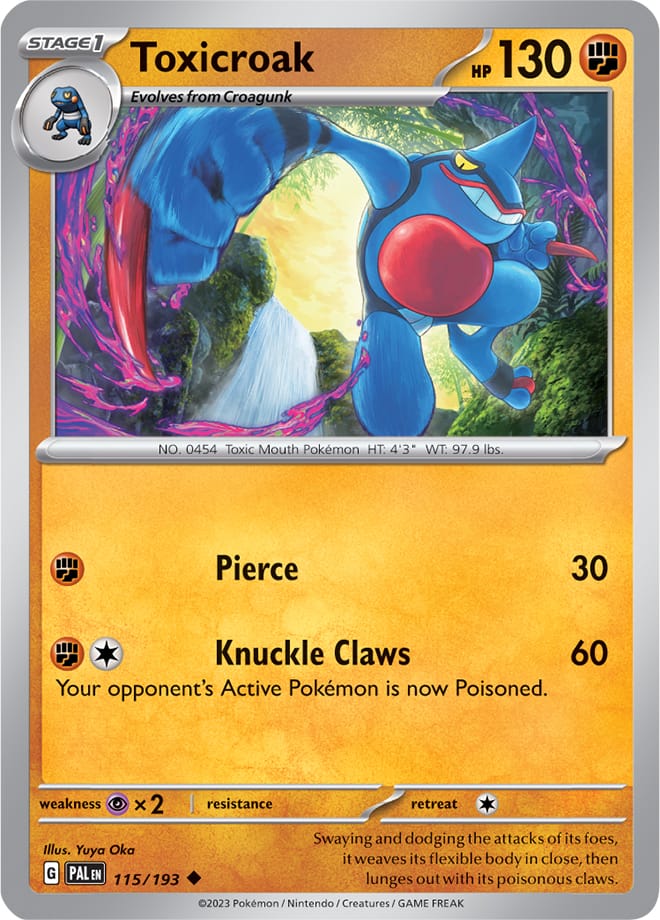 STAGE1
Toxicroak
HP 130
Evolves from Croagunk
NO. 0454 Toxic Mouth Pokémon HT: 4'3" WT: 97.9 lbs.
Pierce 30
Knuckle Claws 60
Your opponent's Active Pokémon is now Poisoned.
weakness ×2 resistance retreat
Illus. Yuya Oka
Swaying and dodging the attacks of its foes,
it weaves its flexible body in close, then
lunges out with its poisonous claws.
G PAL EN 115/193
©2023 Pokémon / Nintendo / Creatures / GAME FREAK